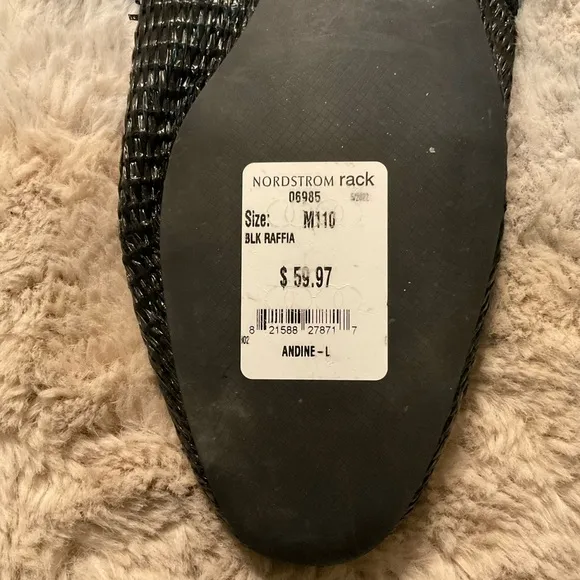 NORDSTROM rack
06985
Size: M110
BLK RAFFIA
$ 59.97
8 21588 27871 7
ANDINE-L